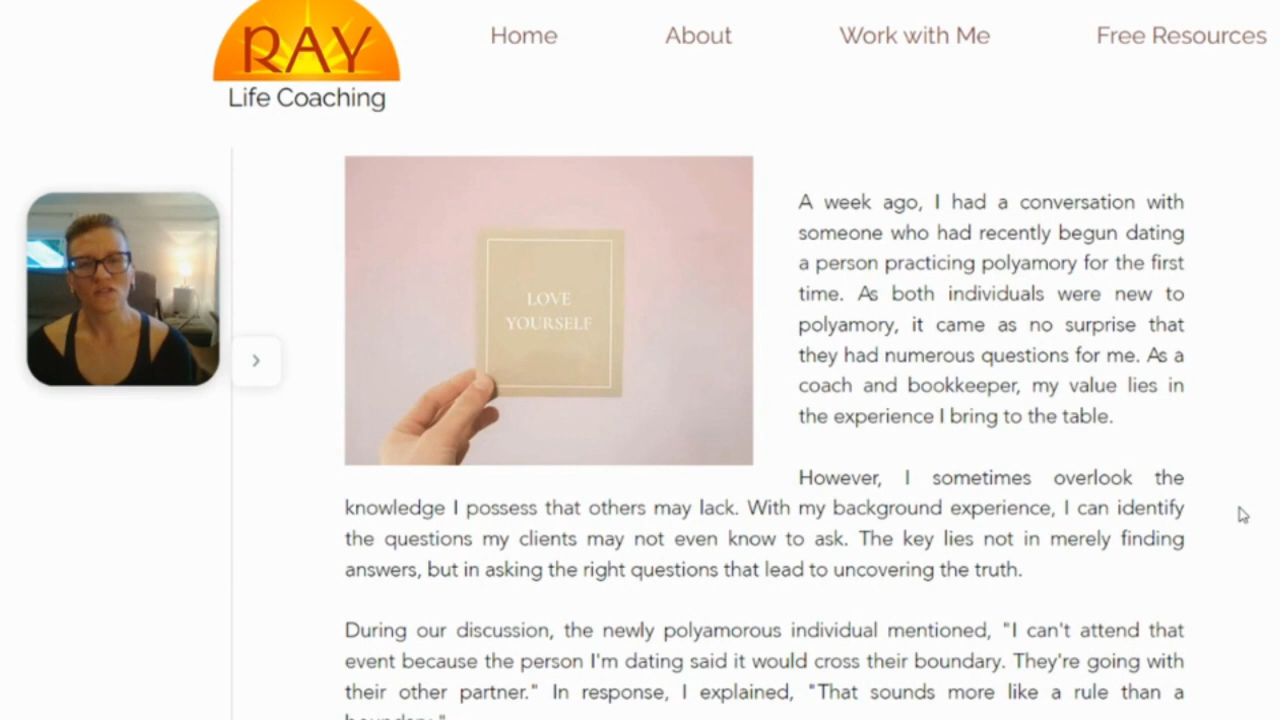 RAY
Life Coaching
Home
About
Work with Me
Free Resources
LOVE
YOURSELF
A week ago, I had a conversation with
someone who had recently begun dating
a person practicing polyamory for the first
time. As both individuals were new to
polyamory, it came as no surprise that
they had numerous questions for me. As a
coach and bookkeeper, my value lies in
the experience I bring to the table.
However, I sometimes overlook the
knowledge I possess that others may lack. With my background experience, I can identify
the questions my clients may not even know to ask. The key lies not in merely finding
answers, but in asking the right questions that lead to uncovering the truth.
During our discussion, the newly polyamorous individual mentioned, "I can't attend that
event because the person I'm dating said it would cross their boundary. They're going with
their other partner." In response, I explained, "That sounds more like a rule than a
boundary."